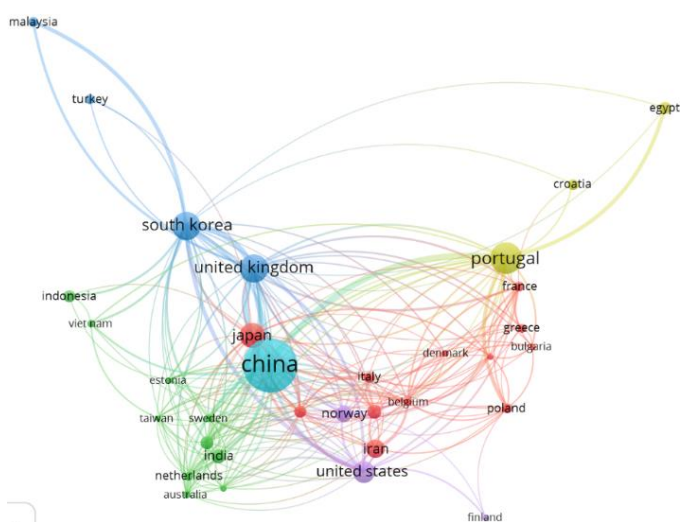 malaysia
turkey
egypt
croatia
south korea
portugal
united kingdom
france
indonesia
viet nam
greece
japan
bulgaria
denmark
china
italy
estonia
belgium
poland
norway
taiwan
sweden
iran
india
united states
netherlands
australia
finland